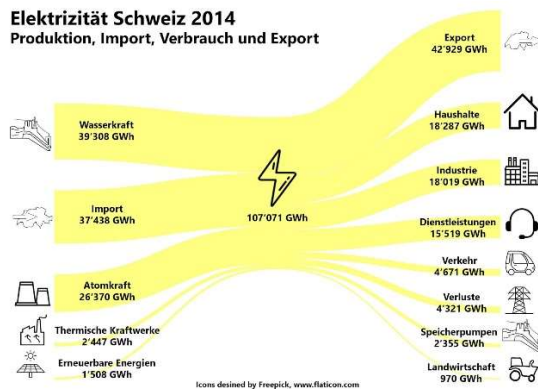 Elektrizität Schweiz 2014
Produktion, Import, Verbrauch und Export
Wasserkraft
39'308 GWh
Import
37'438 GWh
Atomkraft
26'370 GWh
Thermische Kraftwerke
2'447 GWh
Erneuerbare Energien
1'508 GWh
107'071 GWh
Export
42'929 GWh
Haushalte
18'287 GWh
Industrie
18'019 GWh
Dienstleistungen
15'519 GWh
Verkehr
4'671 GWh
Verluste
4'321 GWh
Speicherpumpen
2'355 GWh
Landwirtschaft
970 GWh
Icons desined by Freepick, www.flaticon.com